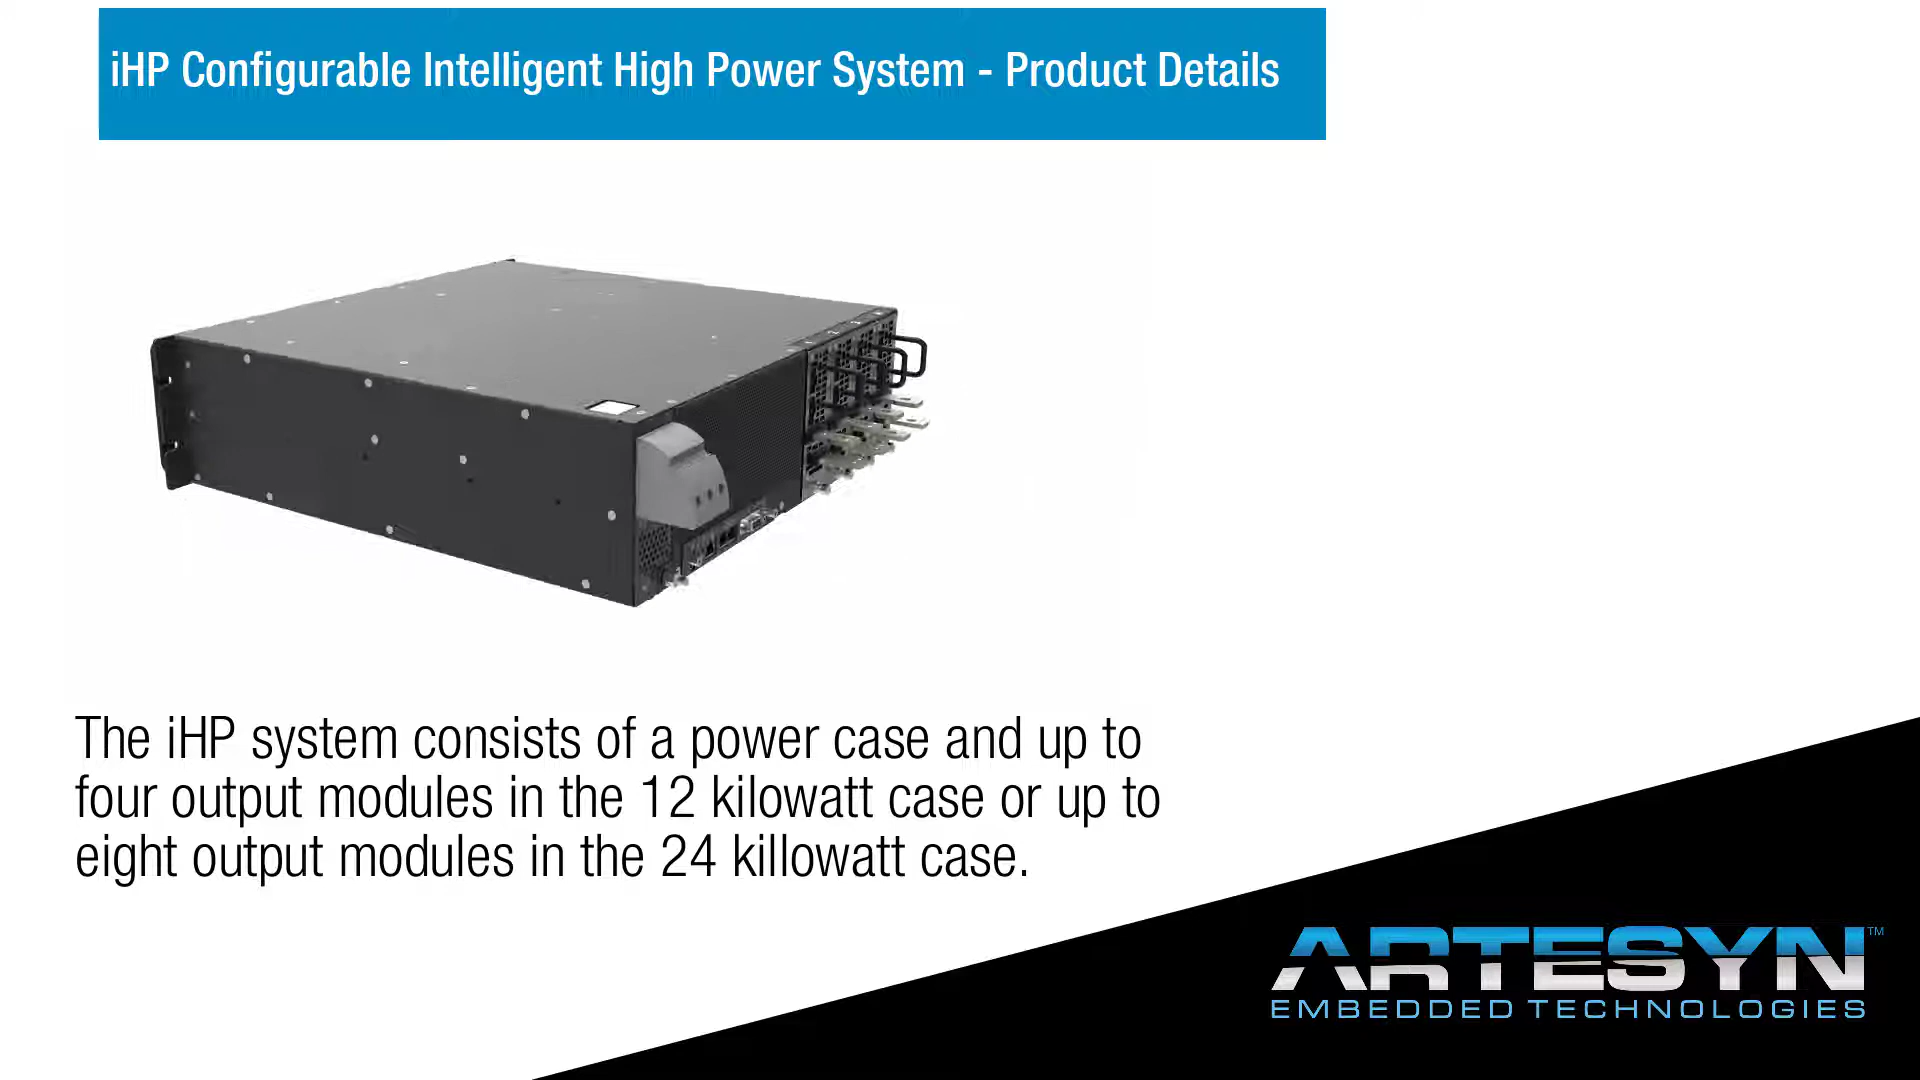 iHP Configurable Intelligent High Power System - Product Details
The iHP system consists of a power case and up to
four output modules in the 12 kilowatt case or up to
eight output modules in the 24 killowatt case.
ARTESYN™
EMBEDDED TECHNOLOGIES